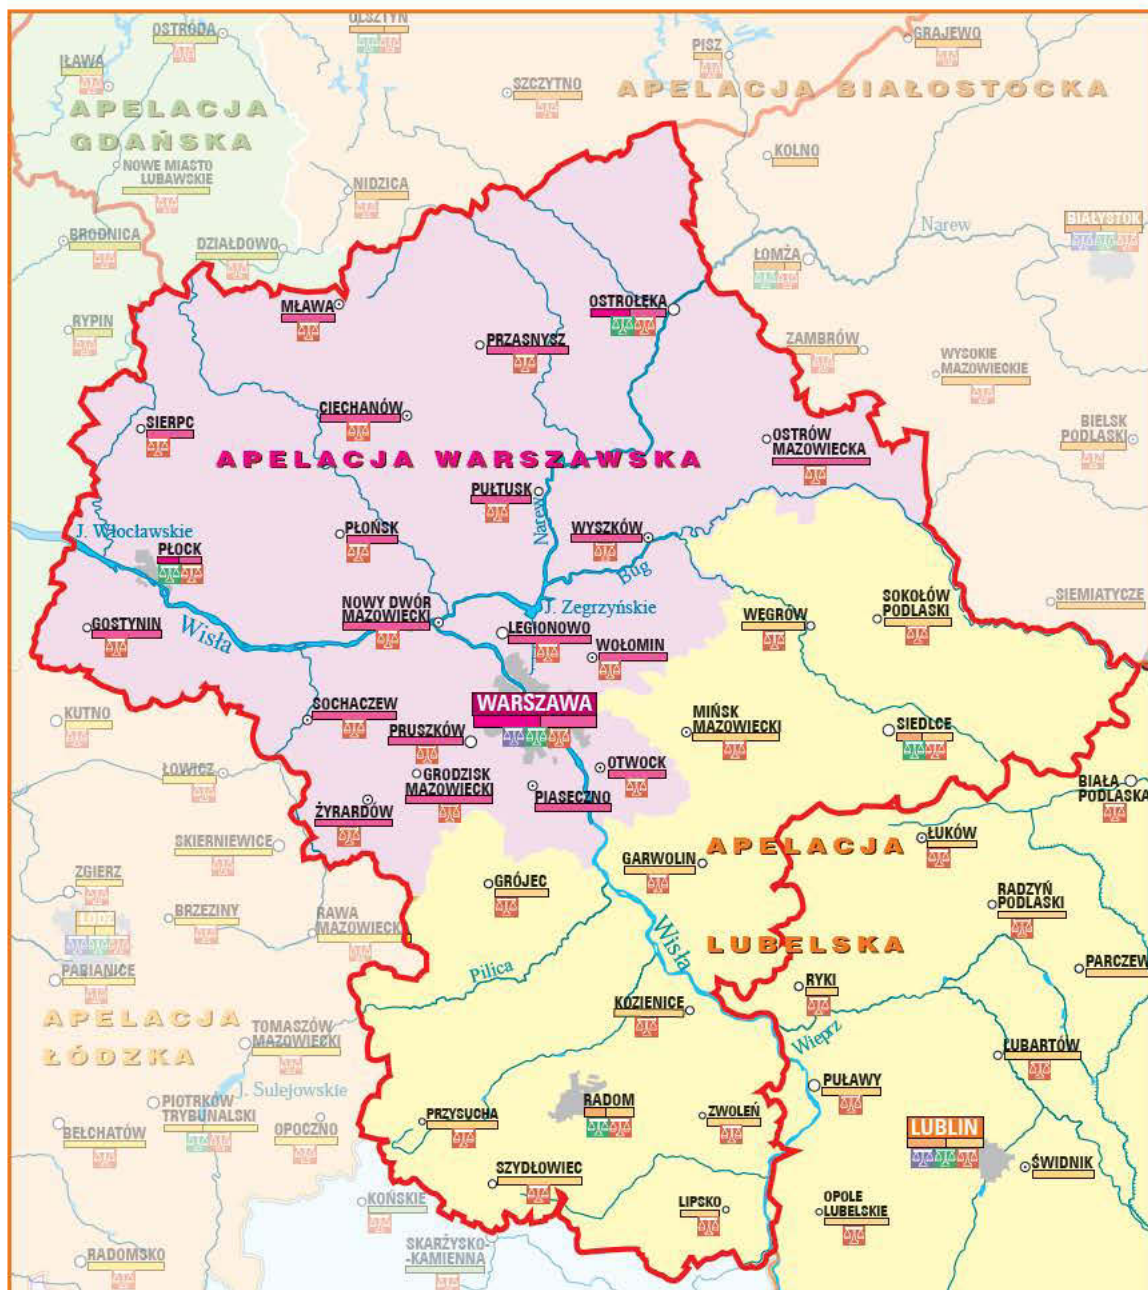 OSTRÓDA
OLSZTYN
GRAJEWO
PISZ
IŁAWA
SZCZYTNO
APELACJA BIAŁOSTOCKA
APELACJA
GDAŃSKA
KOLNO
NOWE MIASTO
LUBAWSKIE
NIDZICA
BRODNICA
DZIAŁDOWO
Narew
BIAŁYSTOK
ŁOMŻA
MŁAWA
OSTROŁĘKA
RYPIN
PRZASNYSZ
ZAMBRÓW
WYSOKIE
MAZOWIECKIE
SIERPC
CIECHANÓW
OSTRÓW
MAZOWIECKA
BIELSK
PODLASKI
APELACJA WARSZAWSKA
PUŁTUSK
Narew
J. Włocławskie
PŁOŃSK
WYSZKÓW
PŁOCK
Bug
NOWY DWÓR
MAZOWIECKI
J. Zegrzyńskie
SOKOŁÓW
PODLASKI
SIEMIATYCZE
GOSTYNIN
Wisła
LEGIONOWO
WĘGRÓW
WOŁOMIN
WARSZAWA
KUTNO
SOCHACZEW
PRUSZKÓW
MIŃSK
MAZOWIECKI
SIEDLCE
ŁOWICZ
GRODZISK
MAZOWIECKI
OTWOCK
PIASECZNO
BIAŁA
PODLASKA
ŻYRARDÓW
SKIERNIEWICE
APELACJA
ŁUKÓW
ZGIERZ
GARWOLIN
GRÓJEC
RADZYŃ
PODLASKI
ŁÓDŹ
BRZEZINY
RAWA
MAZOWIECKA
Wisła
LUBELSKA
PABIANICE
Pilica
PARCZEW
RYKI
KOZIENICE
APELACJA
ŁÓDZKA
TOMASZÓW
MAZOWIECKI
Wieprz
LUBARTÓW
J. Sulejowskie
PUŁAWY
PIOTRKÓW
TRYBUNALSKI
RADOM
PRZYSUCHA
ZWOLEŃ
BEŁCHATÓW
OPOCZNO
LUBLIN
ŚWIDNIK
SZYDŁOWIEC
KOŃSKIE
LIPSKO
OPOLE
LUBELSKIE
RADOMSKO
SKARŻYSKO-
-KAMIENNA